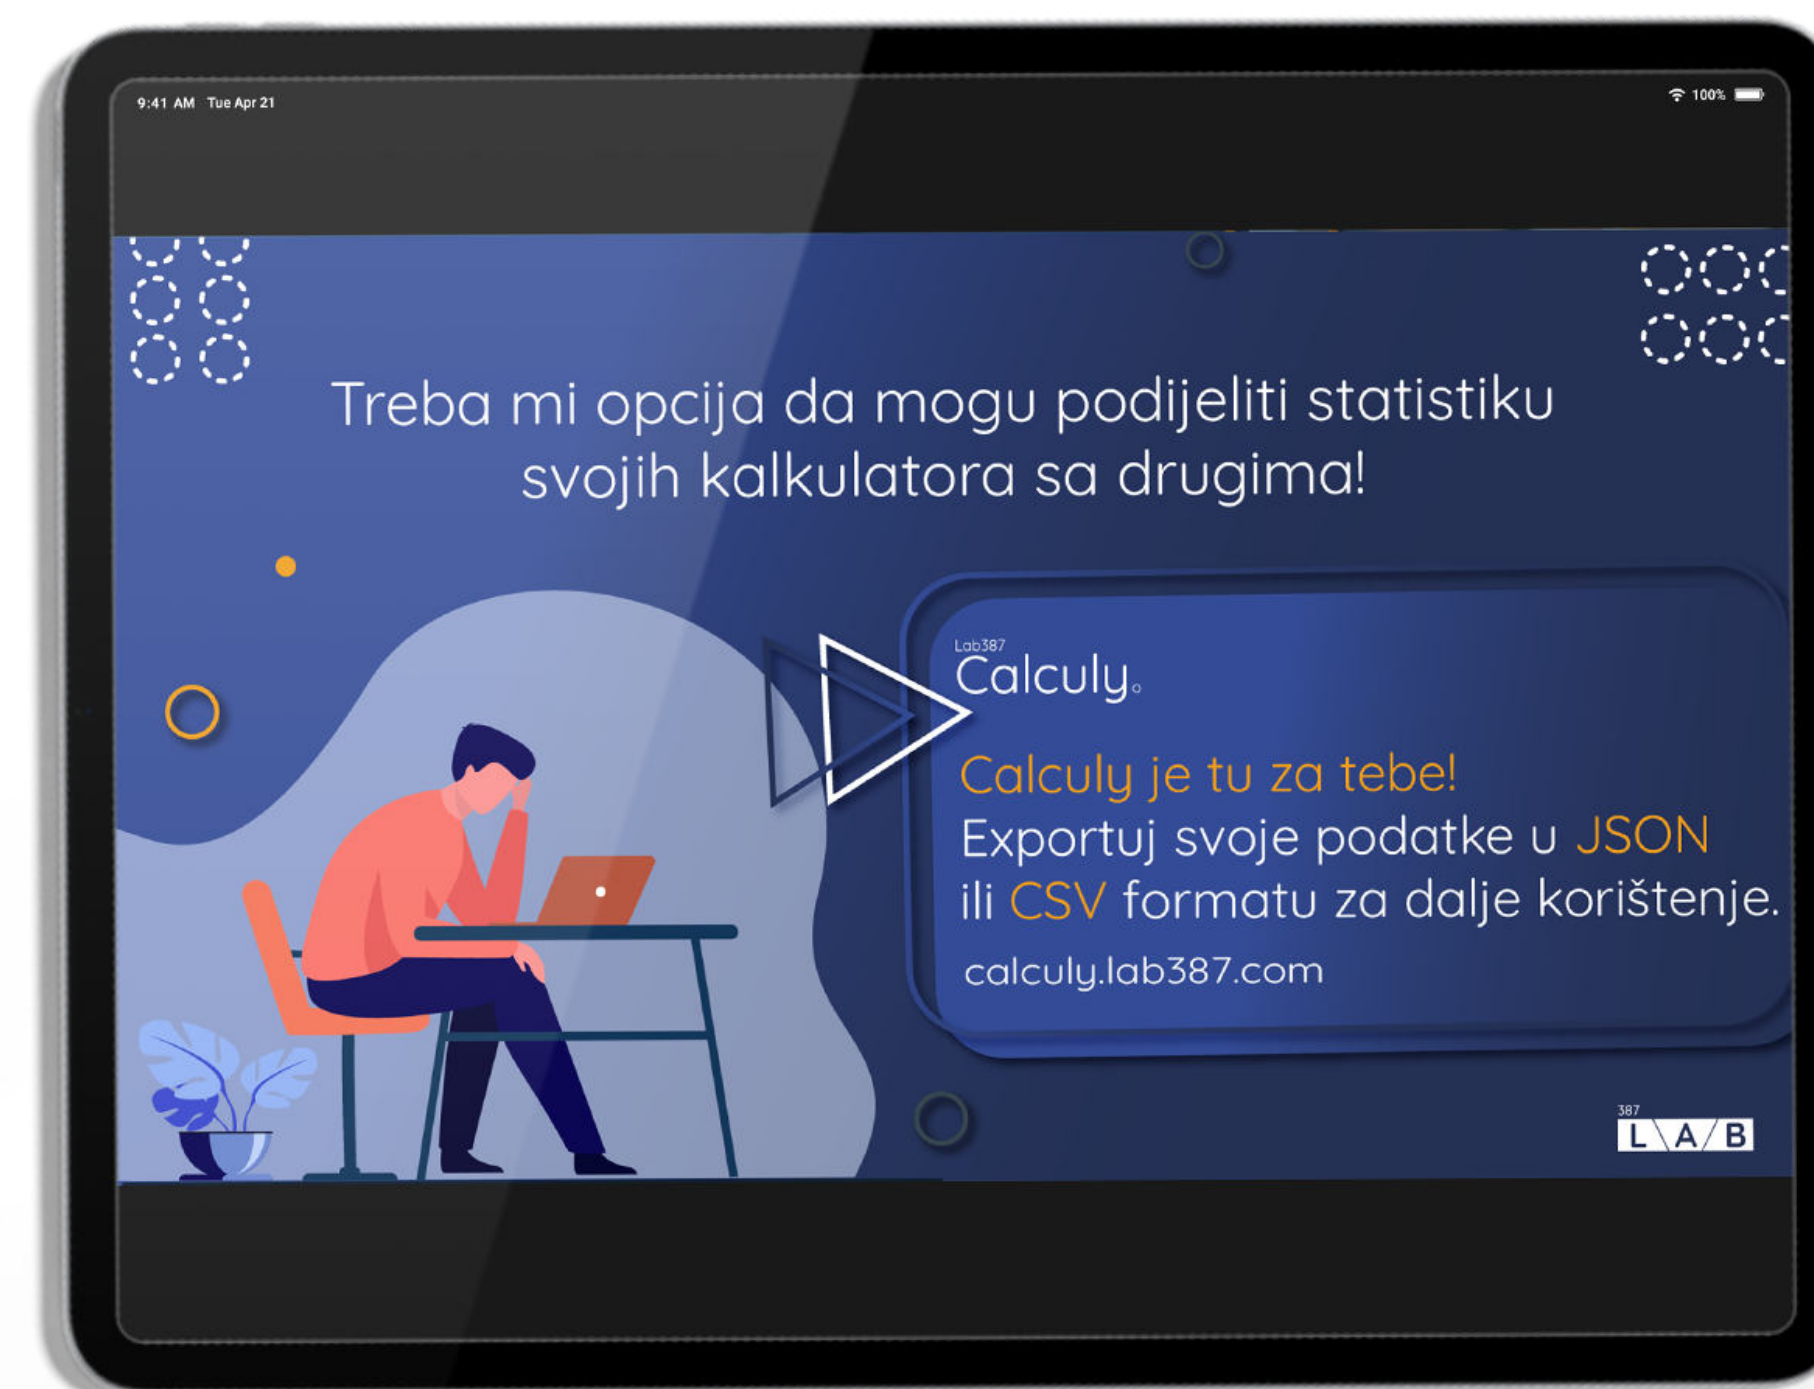 9:41 AM Tue Apr 21
100%
Treba mi opcija da mogu podijeliti statistiku
svojih kalkulatora sa drugima!
Lab387
Calculy
Calculy je tu za tebe!
Exportuj svoje podatke u JSON
ili CSV formatu za dalje korištenje.
calculy.lab387.com
387
LAB